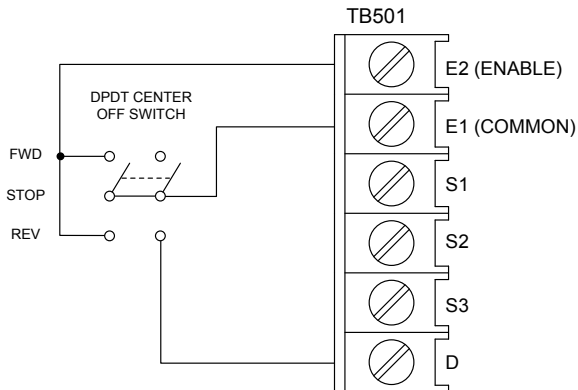 TB501
E2 (ENABLE)
DPDT CENTER
OFF SWITCH
E1 (COMMON)
FWD
STOP
S1
REV
S2
S3
D